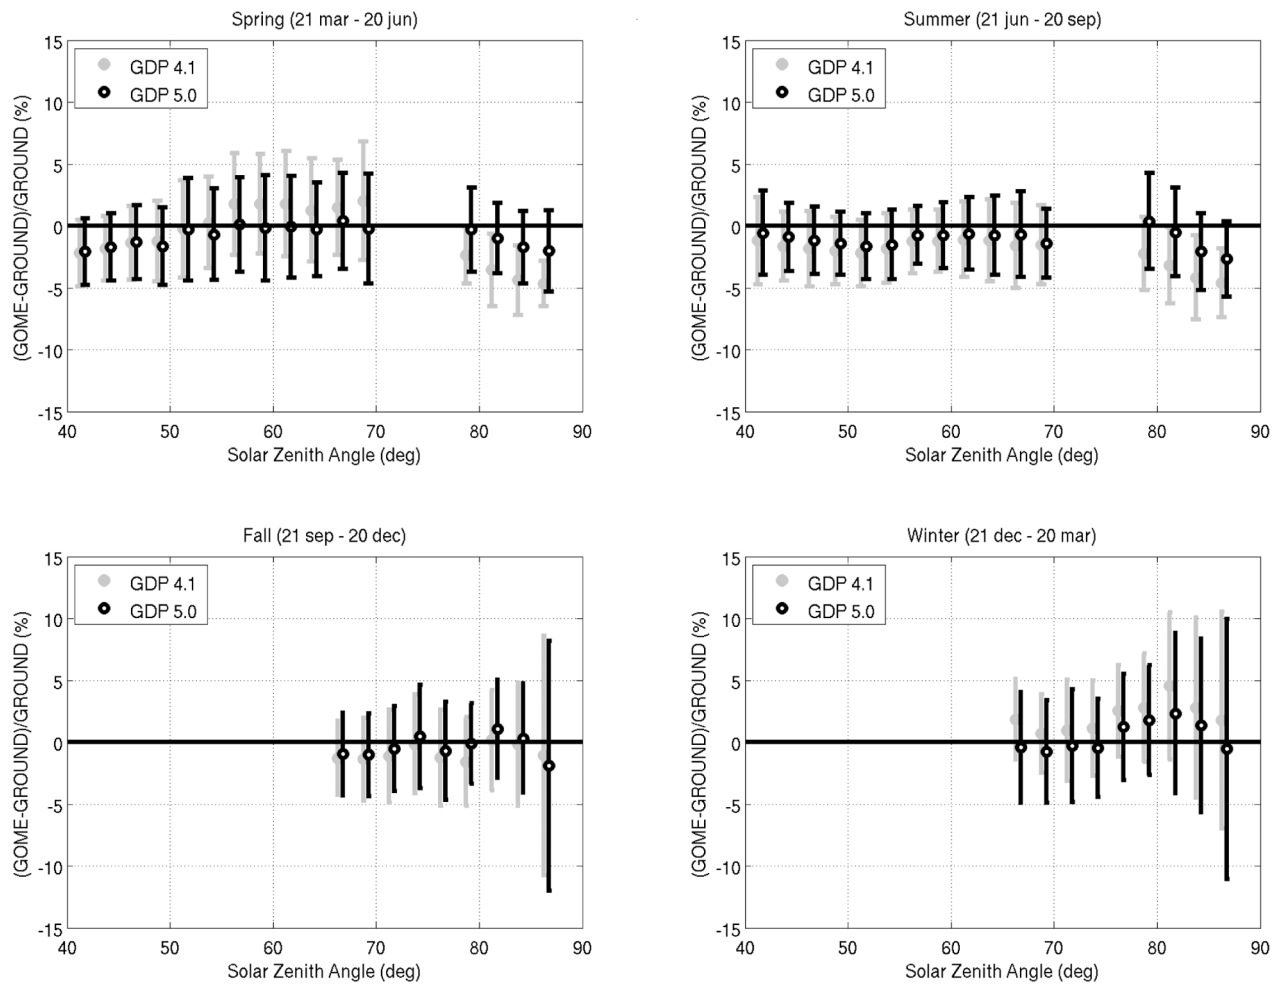 Spring (21 mar - 20 jun)
15
10
5
0
-5
-10
-15
40
50
60
70
80
90
(GOME-GROUND)/GROUND (%)
Solar Zenith Angle (deg)
GDP 4.1
GDP 5.0
Summer (21 jun - 20 sep)
15
10
5
0
-5
-10
-15
40
50
60
70
80
90
(GOME-GROUND)/GROUND (%)
Solar Zenith Angle (deg)
GDP 4.1
GDP 5.0
Fall (21 sep - 20 dec)
15
10
5
0
-5
-10
-15
40
50
60
70
80
90
(GOME-GROUND)/GROUND (%)
Solar Zenith Angle (deg)
GDP 4.1
GDP 5.0
Winter (21 dec - 20 mar)
15
10
5
0
-5
-10
-15
40
50
60
70
80
90
(GOME-GROUND)/GROUND (%)
Solar Zenith Angle (deg)
GDP 4.1
GDP 5.0